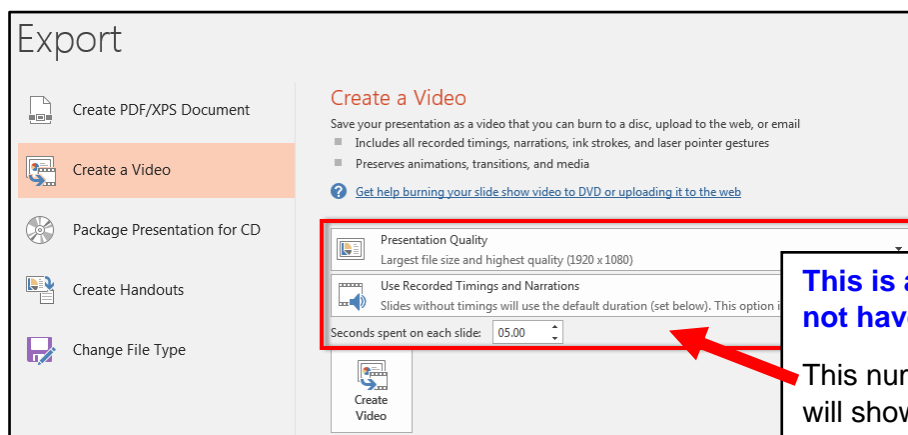 Export
Create PDF/XPS Document
Create a Video
Package Presentation for CD
Create Handouts
Change File Type
Create a Video
Save your presentation as a video that you can burn to a disc, upload to the web, or email
Includes all recorded timings, narrations, ink strokes, and laser pointer gestures
Preserves animations, transitions, and media
Get help burning your slide show video to DVD or uploading it to the web
Presentation Quality
Largest file size and highest quality (1920 x 1080)
Use Recorded Timings and Narrations
Slides without timings will use the default duration (set below). This option
Seconds spent on each slide: 05.00
Create
Video
This is
not
This
will